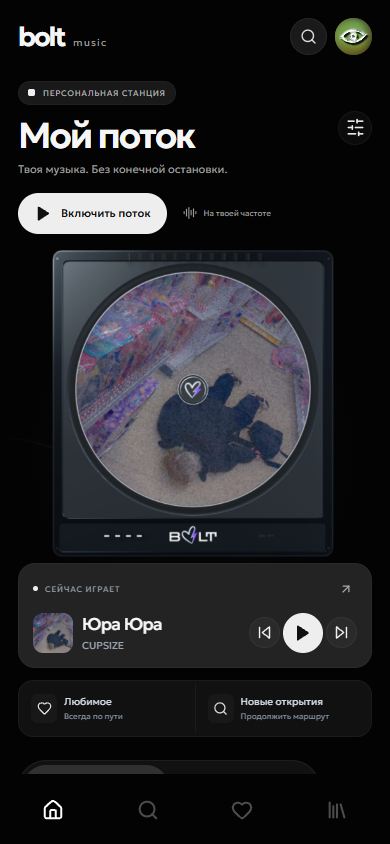 bolt music
ПЕРСОНАЛЬНАЯ СТАНЦИЯ
Мой поток
Твоя музыка. Без конечной остановки.
Включить поток
На твоей частоте
BOLT
СЕЙЧАС ИГРАЕТ
Юра Юра
CUPSIZE
Любимое
Всегда по пути
Новые открытия
Продолжить маршрут